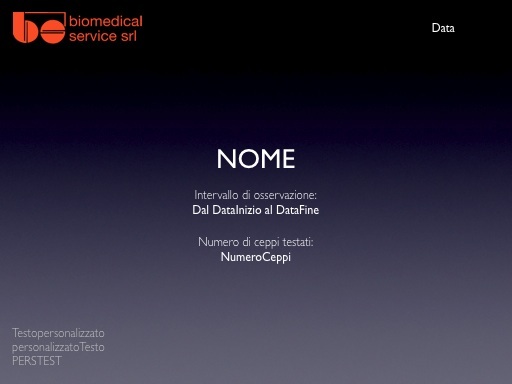 biomedical
service srl
Data
NOME
Intervallo di osservazione:
Dal DataInizio al DataFine
Numero di ceppi testati:
NumeroCeppi
Testopersonalizzato
personalizzatoTesto
PERSTEST